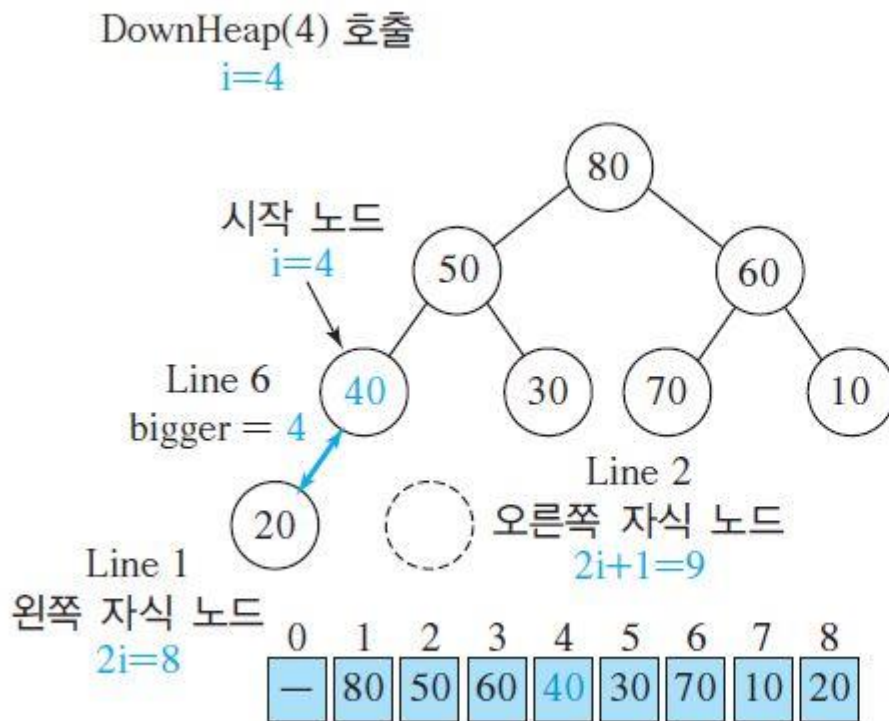 DownHeap(4) 호출
i=4
80
시작 노드
i=4
50
60
Line 6
bigger = 4
40
30
70
10
20
Line 1
왼쪽 자식 노드
2i=8
Line 2
오른쪽 자식 노드
2i+1=9
0 1 2 3 4 5 6 7 8
— 80 50 60 40 30 70 10 20